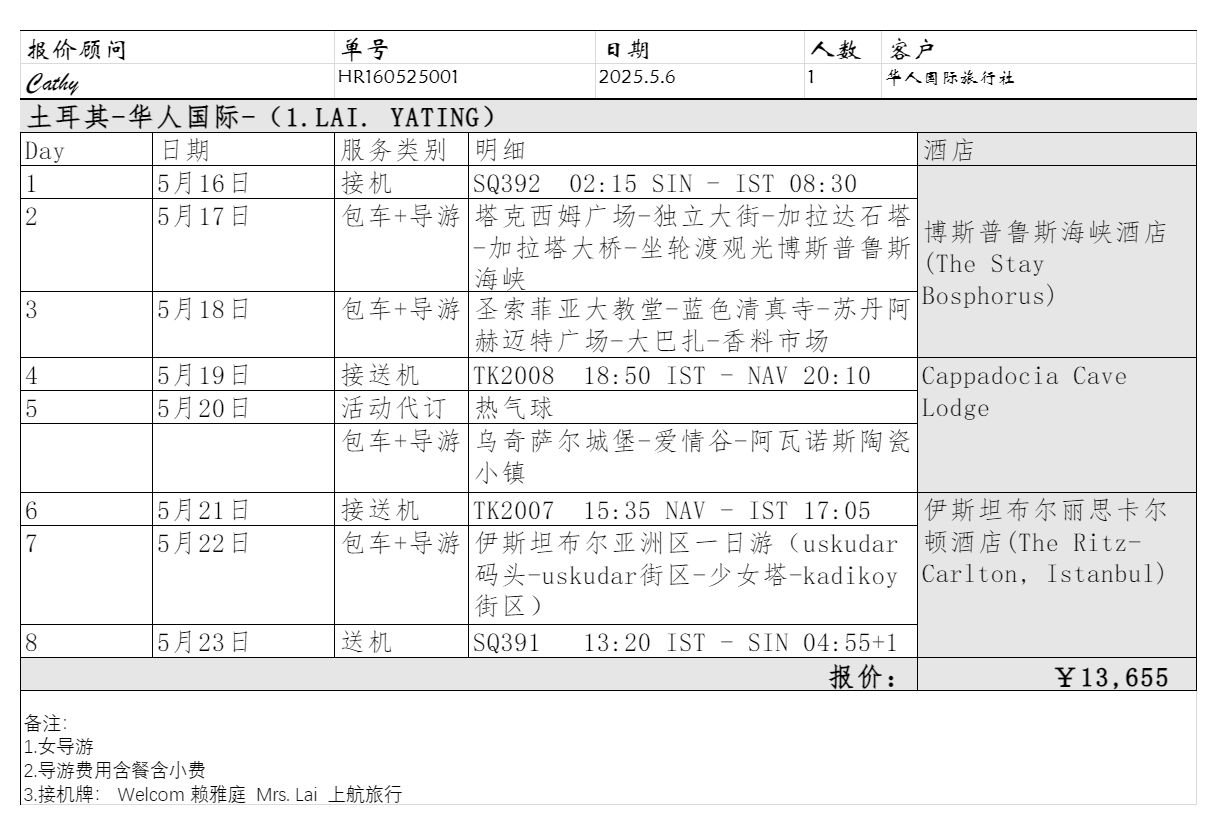 报价顾问 单号 日期 人数 客户
Cathy HR160525001 2025.5.6 1 华人国际旅行社
土耳其-华人国际-（1.LAI. YATING）
Day 日期 服务类别 明细 酒店
1 5月16日 接机 SQ392 02:15 SIN - IST 08:30
2 5月17日 包车+导游 塔克西姆广场-独立大街-加拉达石塔
-加拉塔大桥-坐轮渡观光博斯普鲁斯
海峡
博斯普鲁斯海峡酒店
(The Stay
Bosphorus)
3 5月18日 包车+导游 圣索菲亚大教堂-蓝色清真寺-苏丹阿
赫迈特广场-大巴扎-香料市场
4 5月19日 接送机 TK2008 18:50 IST - NAV 20:10 Cappadocia Cave
5 5月20日 活动代订 热气球 Lodge
包车+导游 乌奇萨尔城堡-爱情谷-阿瓦诺斯陶瓷
小镇
6 5月21日 接送机 TK2007 15:35 NAV - IST 17:05 伊斯坦布尔丽思卡尔
7 5月22日 包车+导游 伊斯坦布尔亚洲区一日游（uskudar 顿酒店(The Ritz-
码头-uskudar街区-少女塔-kadikoy Carlton, Istanbul)
街区）
8 5月23日 送机 SQ391 13:20 IST - SIN 04:55+1
报价： ￥13,655
备注：
1.女导游
2.导游费用含餐含小费
3.接机牌： Welcom 赖雅庭 Mrs. Lai 上航旅行